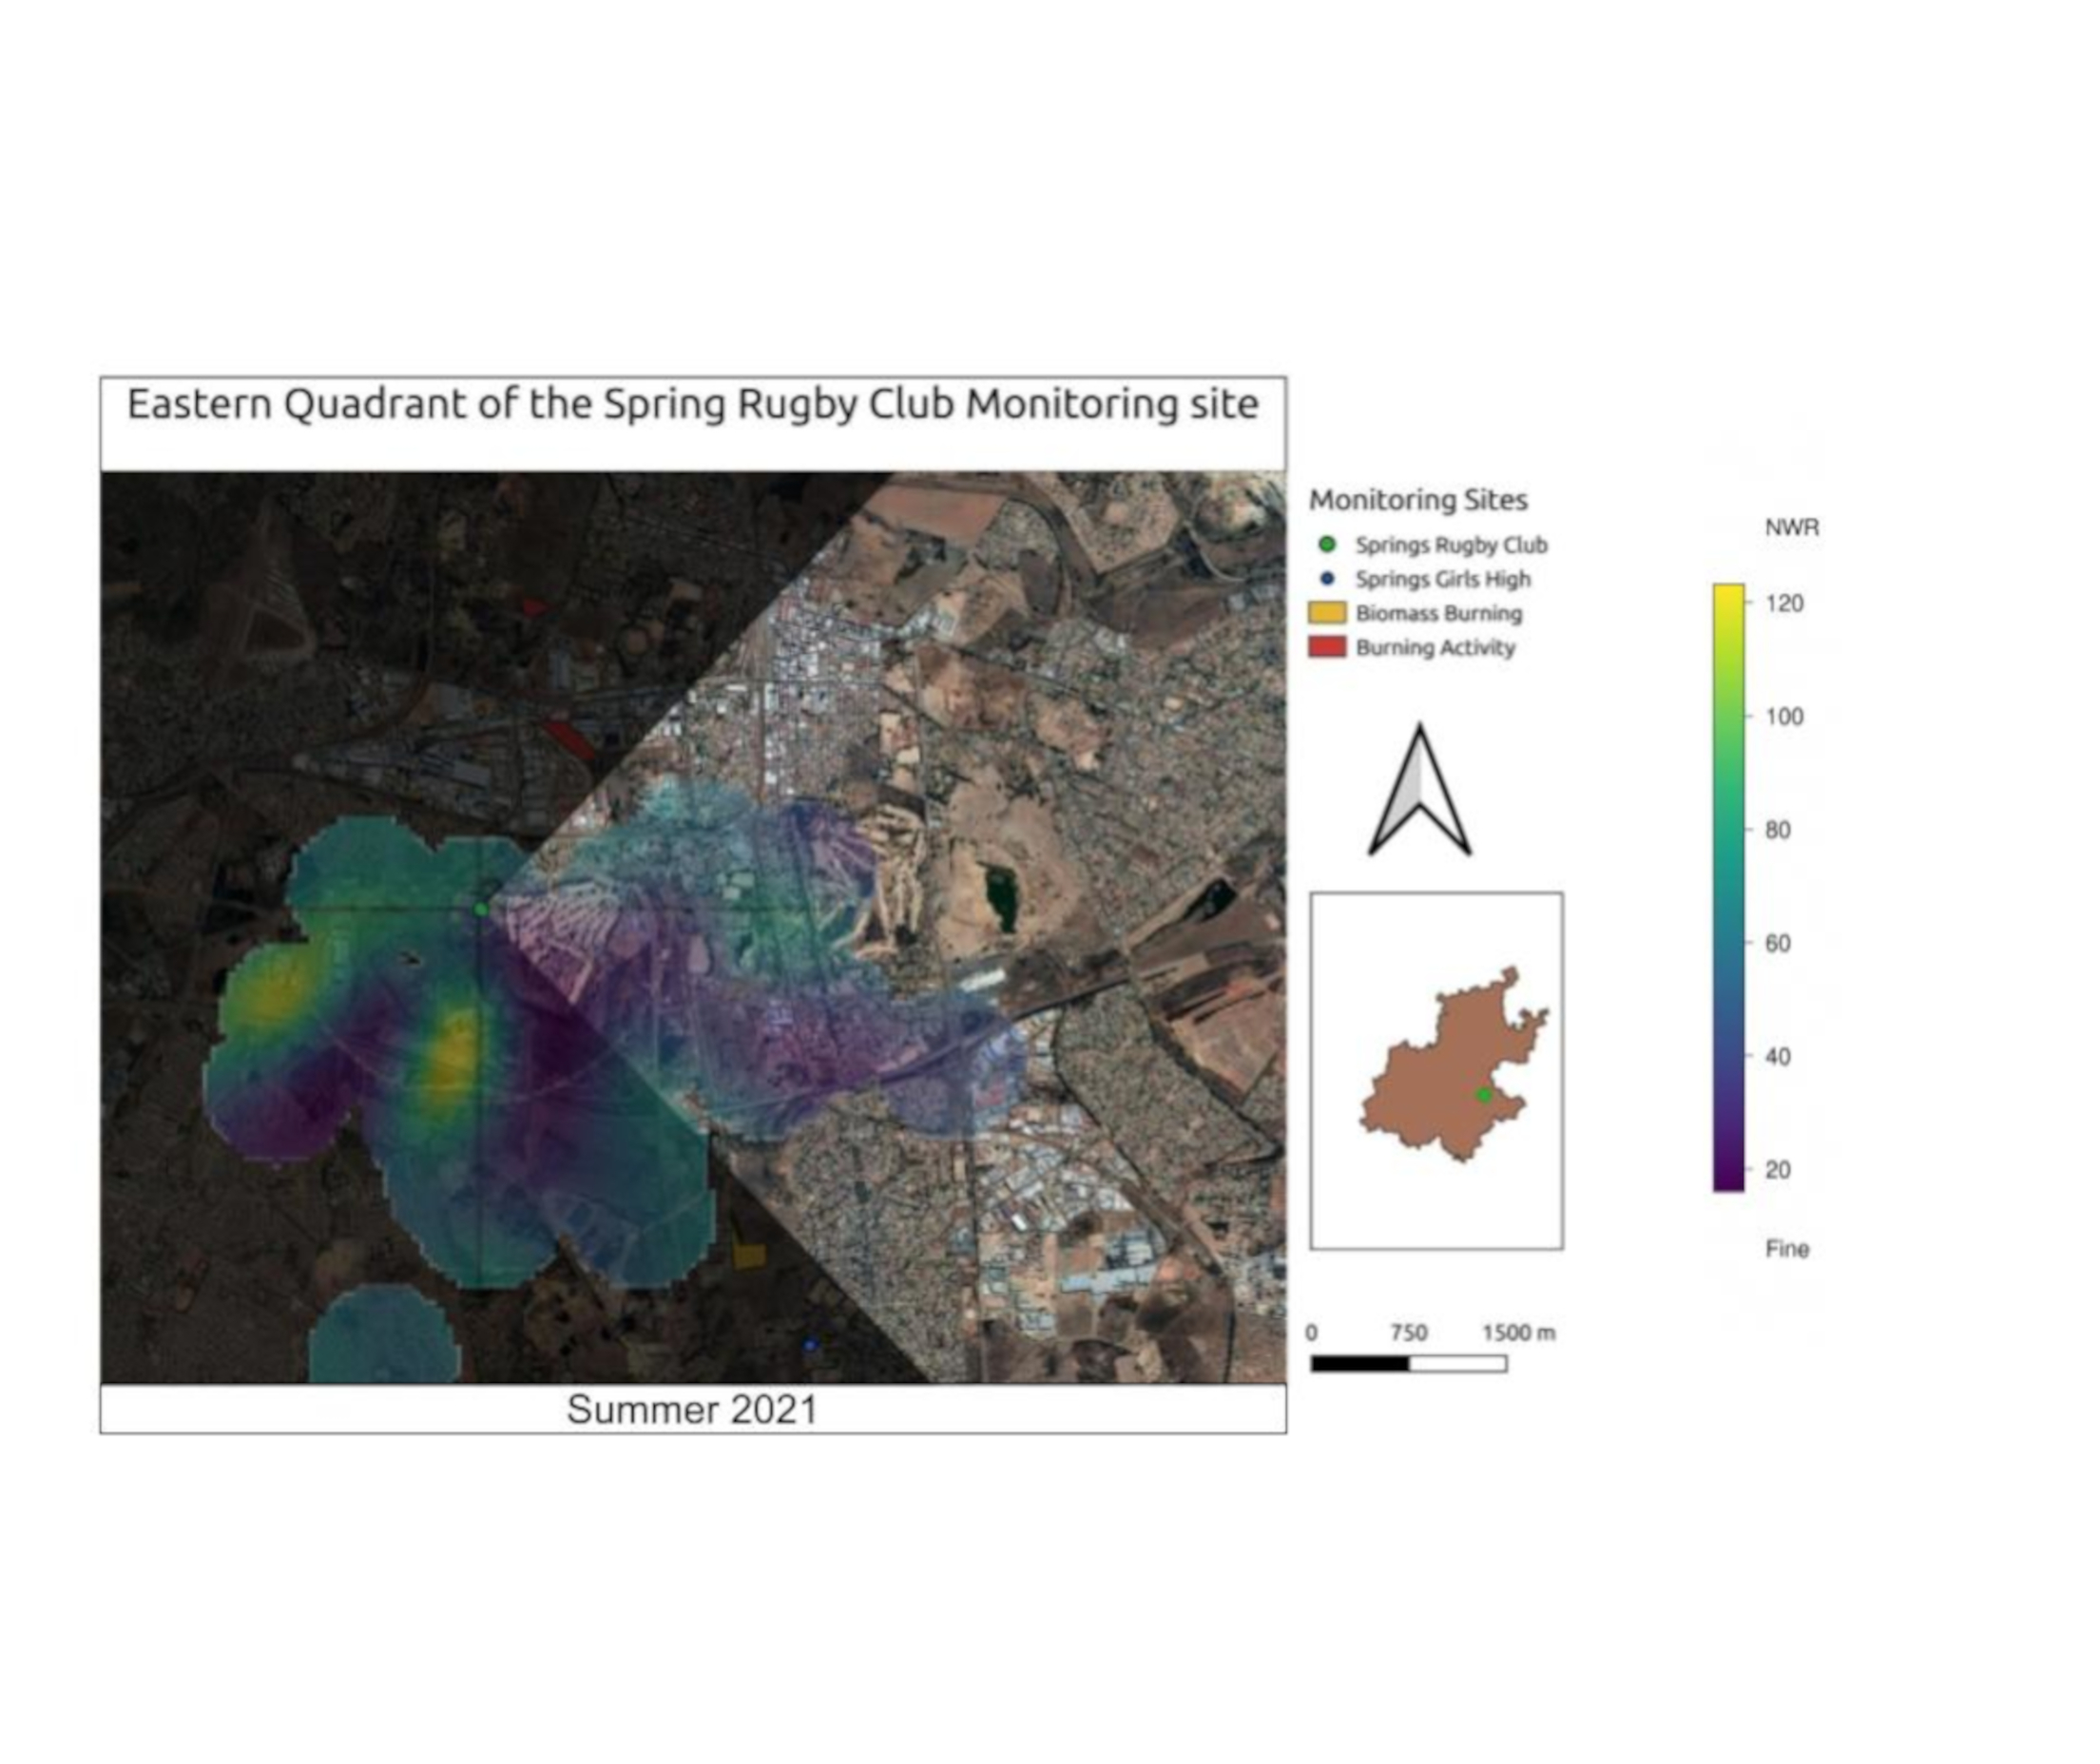 Eastern Quadrant of the Spring Rugby Club Monitoring site
Monitoring Sites
Springs Rugby Club
Springs Girls High
Biomass Burning
Burning Activity
0 750 1500 m
Summer 2021
NWR
120
100
80
60
40
20
Fine